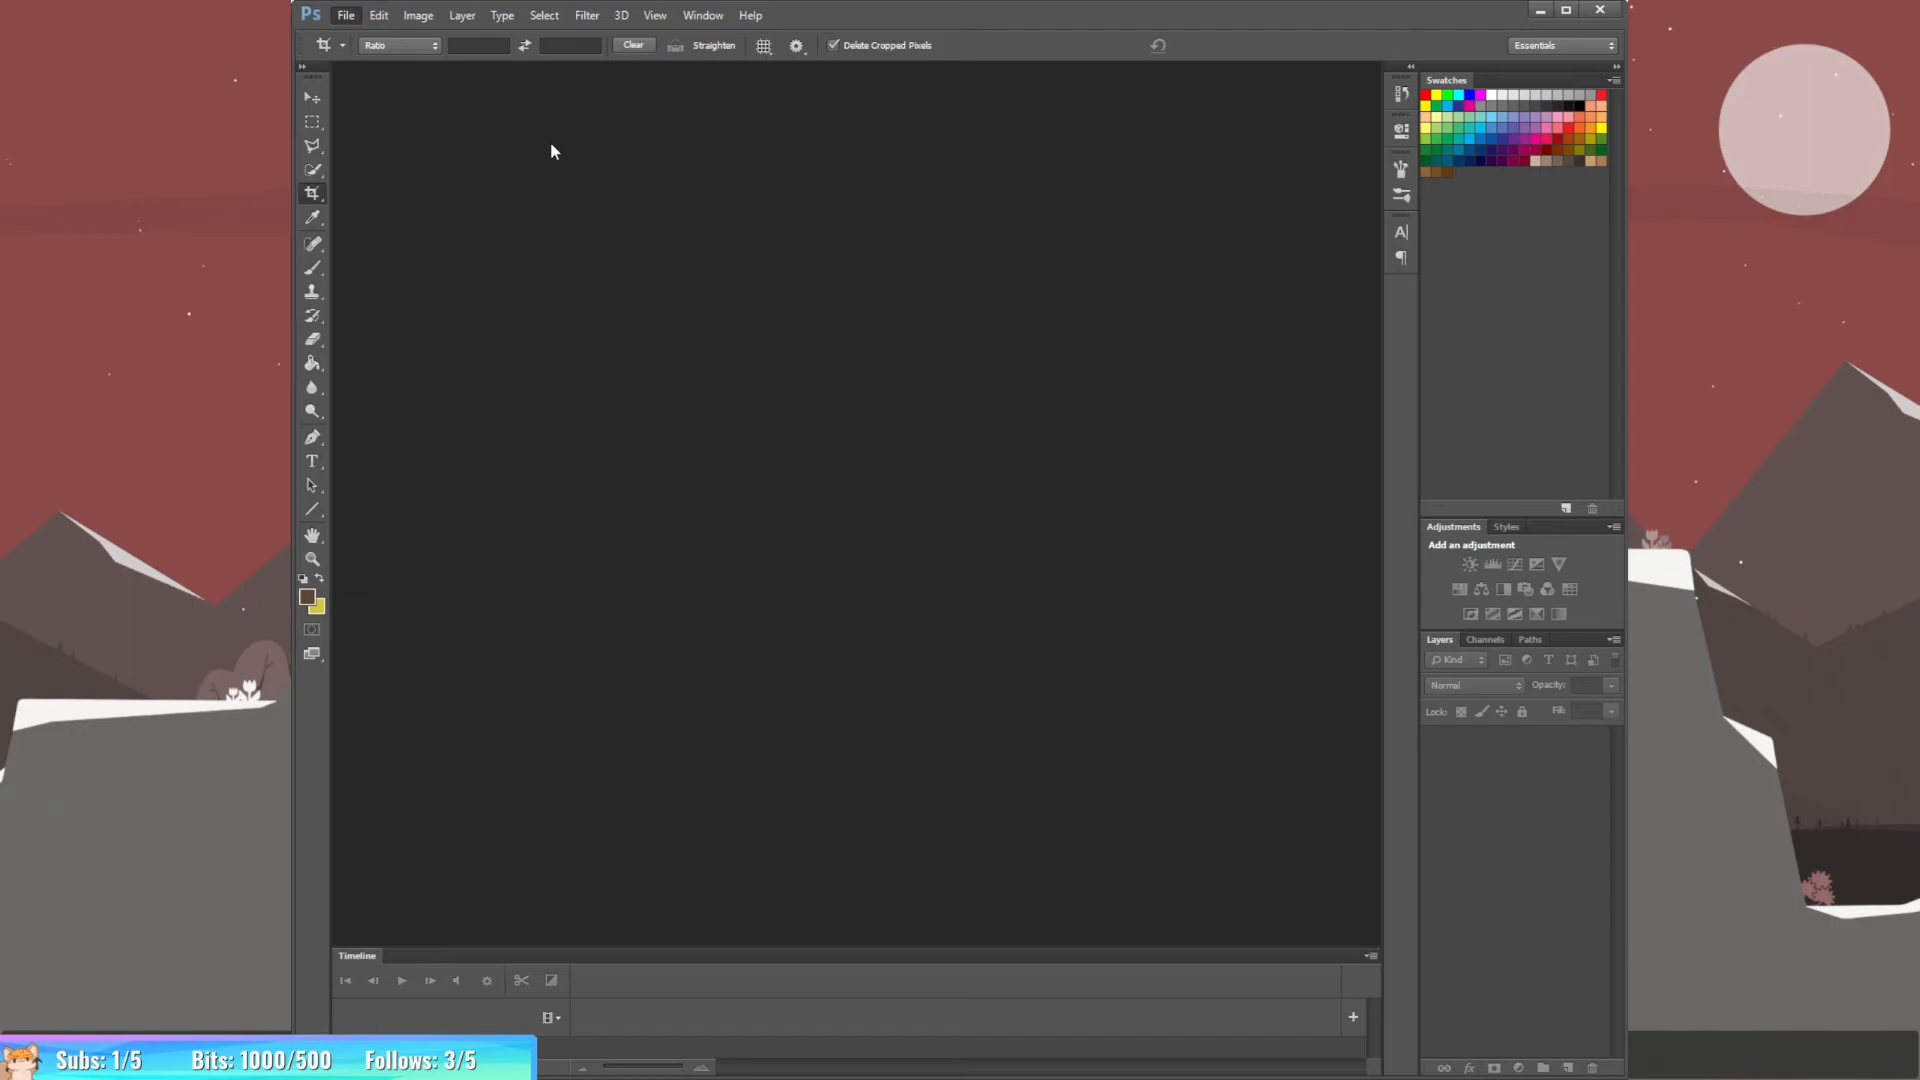 Ps File Edit Image Layer Type Select Filter 3D View Window Help
Ratio Clear Straighten Delete Cropped Pixels Essentials
Swatches
Adjustments Styles
Add an adjustment
Layers Channels Paths
Kind
Normal Opacity:
Lock: Fill:
Timeline
Subs: 1/5 Bits: 1000/500 Follows: 3/5